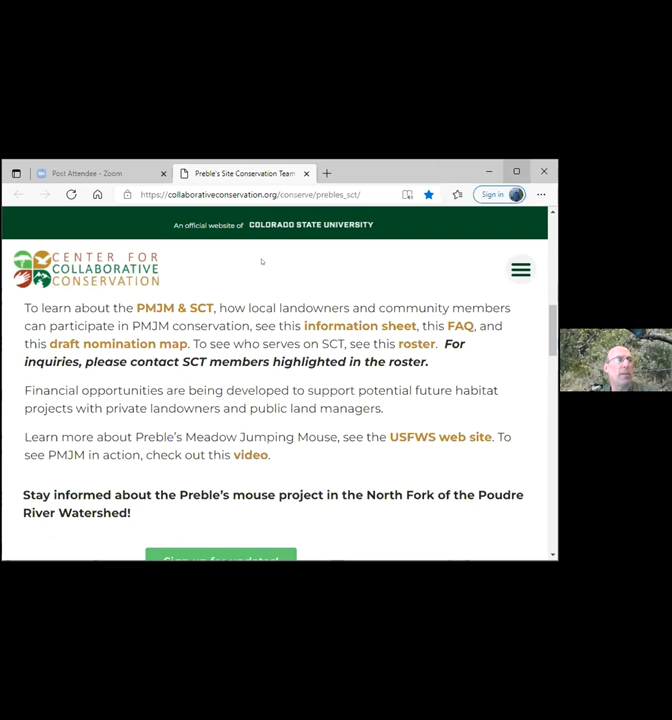 Post Attendee - Zoom
Preble's Site Conservation Team
https://collaborativeconservation.org/conserve/prebles_sct/
Sign in
An official website of COLORADO STATE UNIVERSITY
CENTER FOR
COLLABORATIVE
CONSERVATION
To learn about the PMJM & SCT, how local landowners and community members
can participate in PMJM conservation, see this information sheet, this FAQ, and
this draft nomination map. To see who serves on SCT, see this roster. For
inquiries, please contact SCT members highlighted in the roster.
Financial opportunities are being developed to support potential future habitat
projects with private landowners and public land managers.
Learn more about Preble's Meadow Jumping Mouse, see the USFWS web site. To
see PMJM in action, check out this video.
Stay informed about the Preble's mouse project in the North Fork of the Poudre
River Watershed!
Sign up for updates!